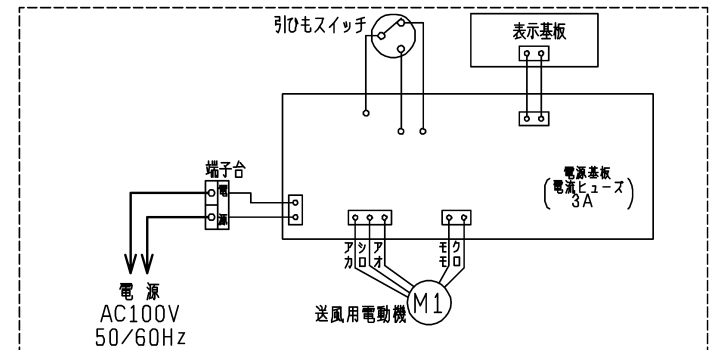 引ひもスイッチ
表示基板
端子台
電
源
電源基板
(電流ヒューズ)
3A
アカ
シロ
アオ
モモ
クロ
送風用電動機
M1
電 源
AC100V
50/60Hz